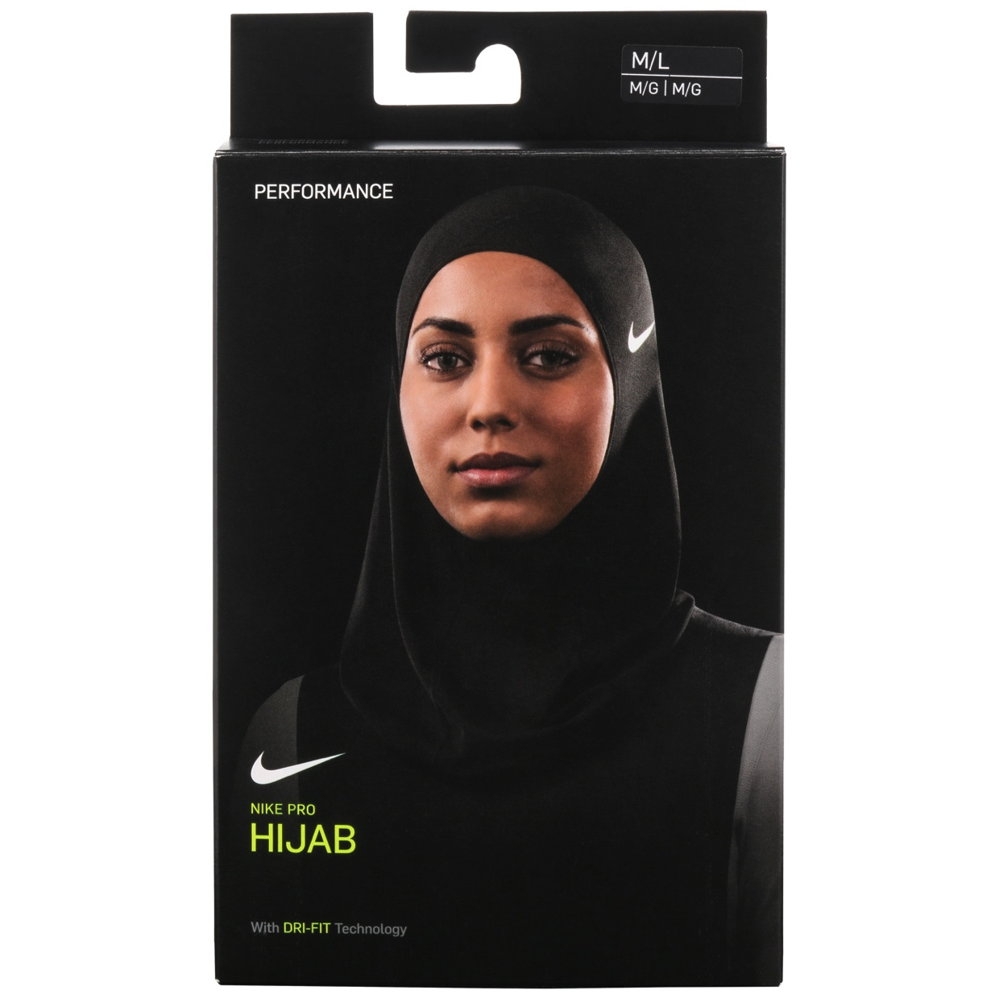 M/L
M/G | M/G
PERFORMANCE
NIKE PRO
HIJAB
With DRI-FIT Technology